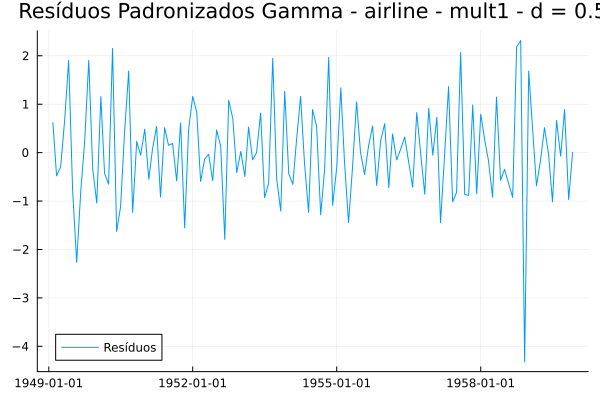 Resíduos Padronizados Gamma - airline - mult1 - d = 0.5
2
1
0
−1
−2
−3
−4
Resíduos
1949-01-01 1952-01-01 1955-01-01 1958-01-01